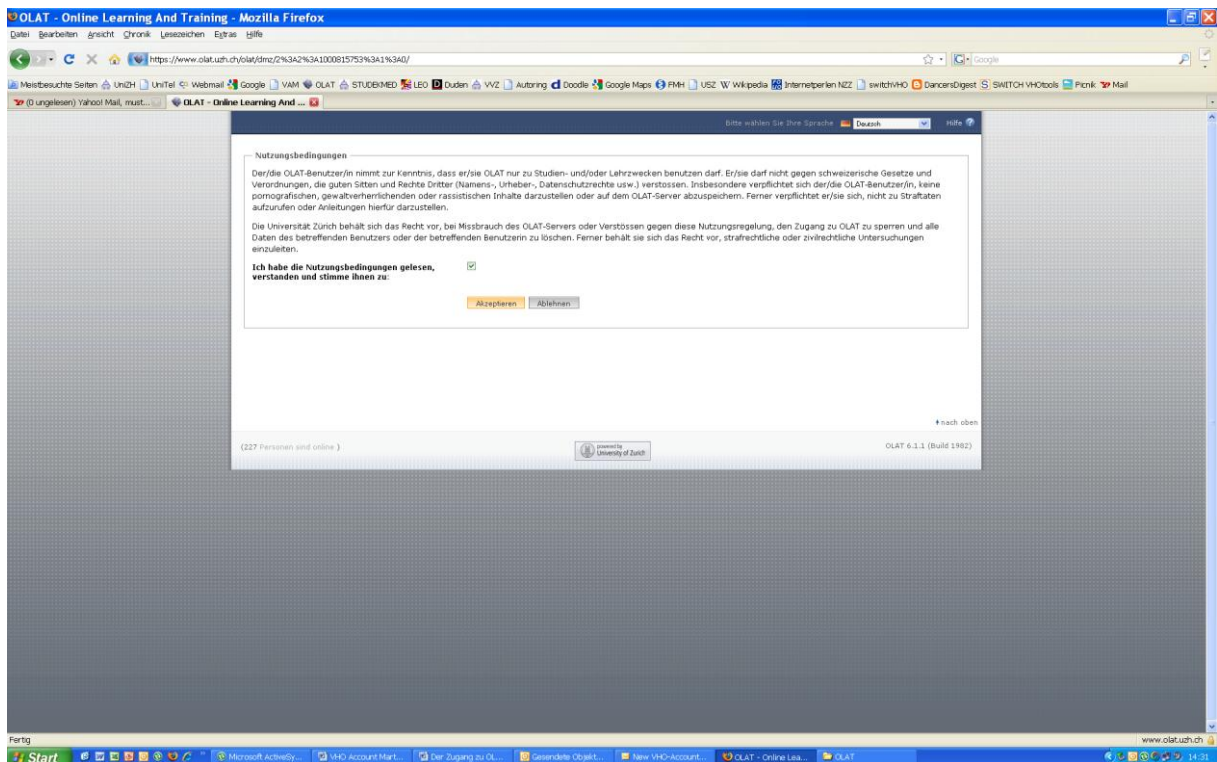 OLAT - Online Learning And Training - Mozilla Firefox
Datei Bearbeiten Ansicht Chronik Lesezeichen Extras Hilfe
https://www.olat.uzh.ch/olat/dmz/2%3A2%3A1000815753%3A1%3A0/ Google
Meistbesuchte Seiten UniZH UniTel Webmail Google VAM OLAT STUDEKMED LEO Duden VVZ Autoring Doodle Google Maps FMH USZ Wikipedia Internetperlen NZZ switchVHO DancersDigest SWITCH VHOtools Picnik Mail
(0 ungelesen) Yahoo! Mail, must... OLAT - Online Learning And ...
Bitte wählen Sie Ihre Sprache Deutsch Hilfe
Nutzungsbedingungen
Der/die OLAT-Benutzer/in nimmt zur Kenntnis, dass er/sie OLAT nur zu Studien- und/oder Lehrzwecken benutzen darf. Er/sie darf nicht gegen schweizerische Gesetze und
Verordnungen, die guten Sitten und Rechte Dritter (Namens-, Urheber-, Datenschutzrechte usw.) verstossen. Insbesondere verpflichtet sich der/die OLAT-Benutzer/in, keine
pornografischen, gewaltverherrlichenden oder rassistischen Inhalte darzustellen oder auf dem OLAT-Server abzuspeichern. Ferner verpflichtet er/sie sich, nicht zu Straftaten
aufzurufen oder Anleitungen hierfür darzustellen.
Die Universität Zürich behält sich das Recht vor, bei Missbrauch des OLAT-Servers oder Verstössen gegen diese Nutzungsregelung, den Zugang zu OLAT zu sperren und alle
Daten des betreffenden Benutzers oder der betreffenden Benutzerin zu löschen. Ferner behält sie sich das Recht vor, strafrechtliche oder zivilrechtliche Untersuchungen
einzuleiten.
Ich habe die Nutzungsbedingungen gelesen,
verstanden und stimme ihnen zu:
Akzeptieren Ablehnen
nach oben
(227 Personen sind online ) powered by OLAT 6.1.1 (Build 1982)
University of Zurich
Fertig www.olat.uzh.ch
Start Microsoft ActiveSy... VHO Account Mart... Der Zugang zu OL... Gesendete Objekt... New VHO-Account... OLAT - Online Lea... OLAT 14:31